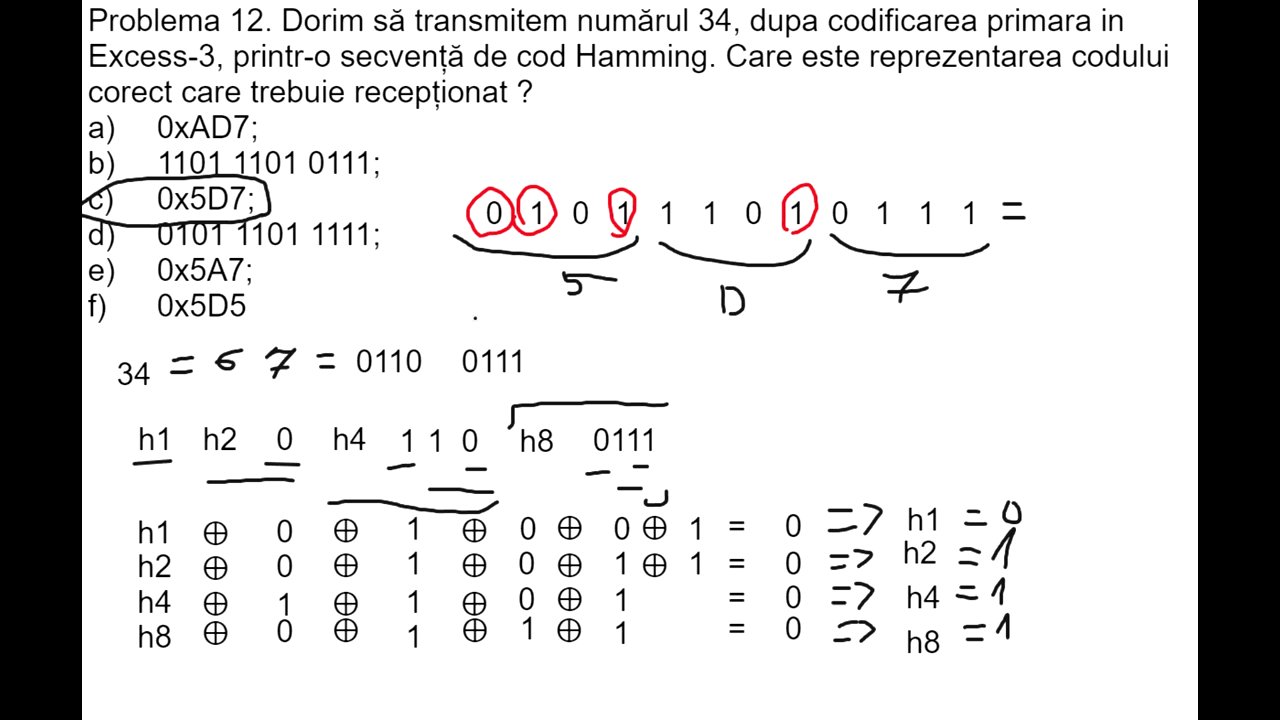 Problema 12. Dorim să transmitem numărul 34, dupa codificarea primara in
Excess-3, printr-o secvență de cod Hamming. Care este reprezentarea codului
corect care trebuie recepționat ?
a) 0xAD7;
b) 1101 1101 0111;
c) 0x5D7;
d) 0101 1101 1111;
e) 0x5A7;
f) 0x5D5
0 1 0 1 1 1 0 1 0 1 1 1 =
5 D 7
34 = 6 7 = 0110 0111
h1 h2 0 h4 1 1 0 h8 0111
h1 ⊕ 0 ⊕ 1 ⊕ 0 ⊕ 0 ⊕ 1 = 0 => h1 = 0
h2 ⊕ 0 ⊕ 1 ⊕ 0 ⊕ 1 ⊕ 1 = 0 => h2 = 1
h4 ⊕ 1 ⊕ 1 ⊕ 0 ⊕ 1 = 0 => h4 = 1
h8 ⊕ 0 ⊕ 1 ⊕ 1 ⊕ 1 = 0 => h8 = 1